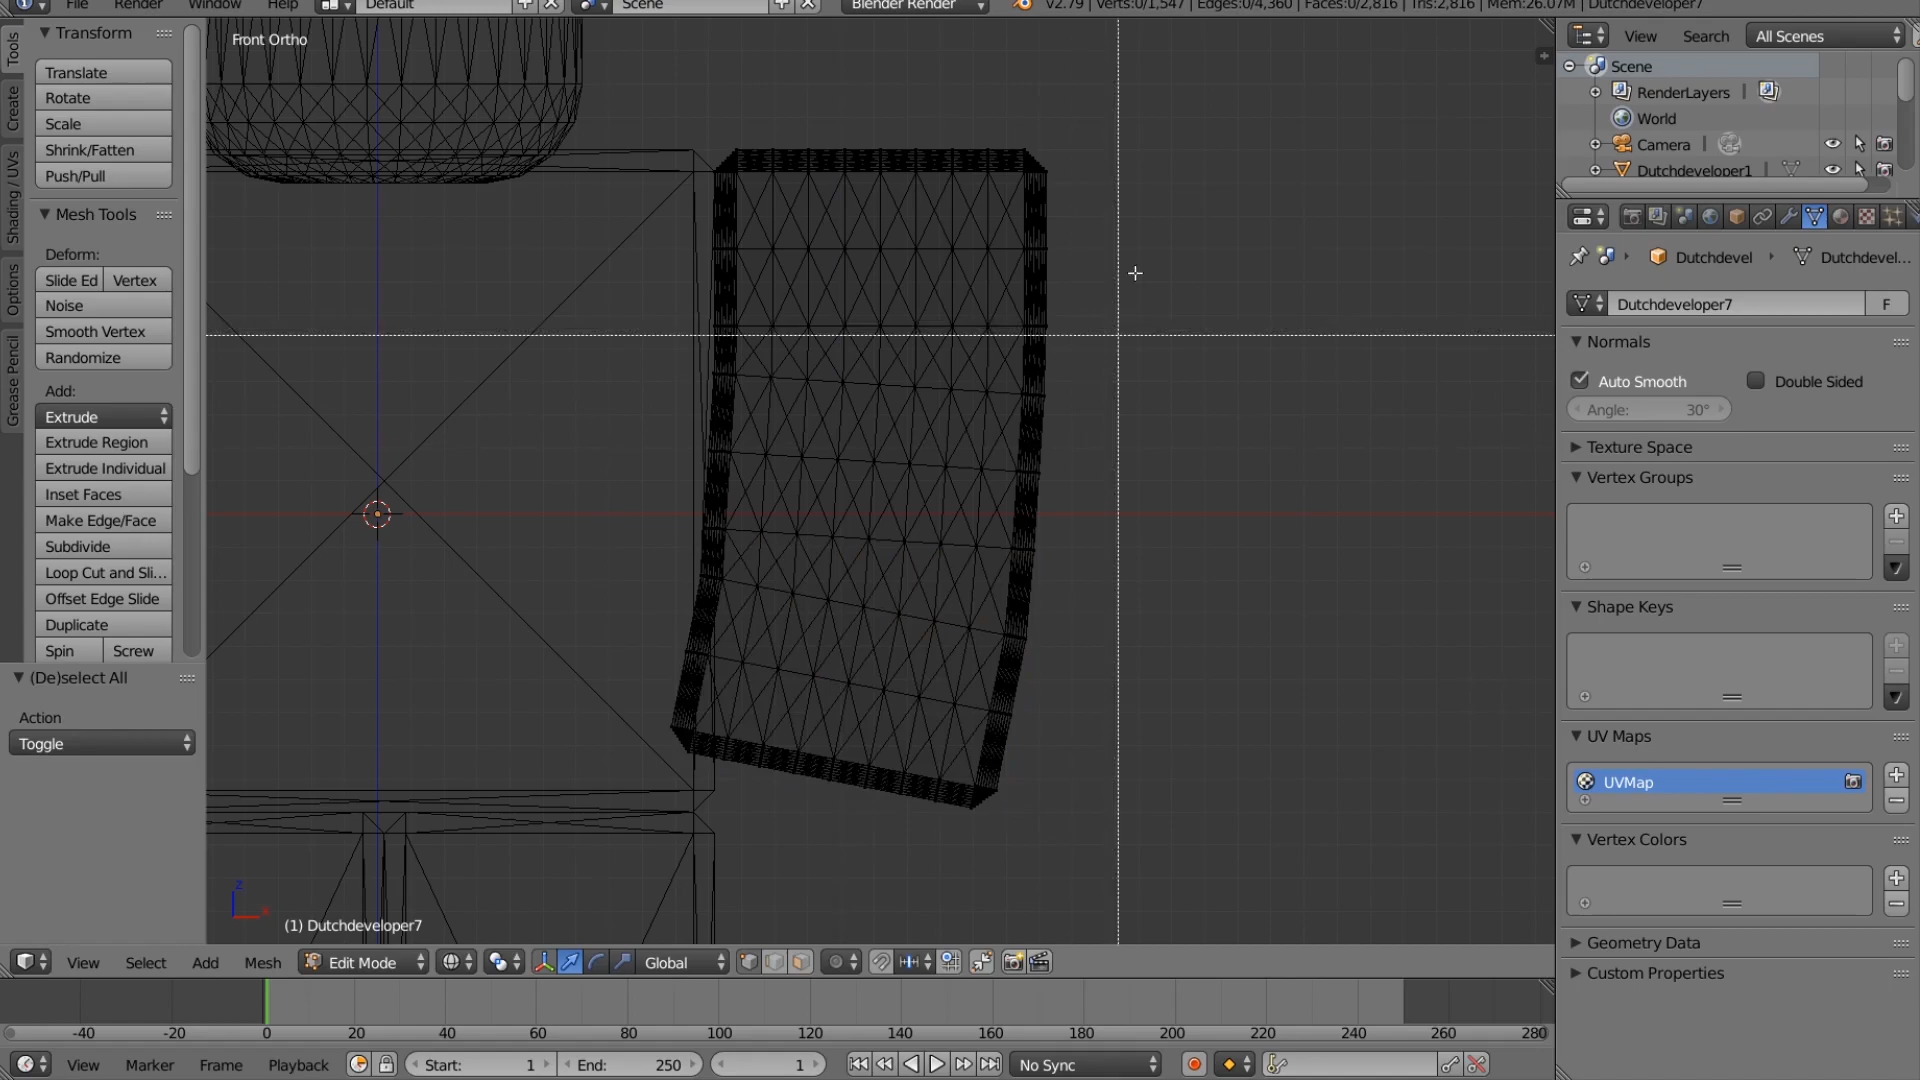 File Render Window Help Default Scene Blender Render v2.79 | Verts:0/1,547 | Edges:0/4,360 | Faces:0/2,816 | Tris:2,816 | Mem:26.07M | Dutchdeveloper7
Tools
Create
Shading / UVs
Options
Grease Pencil
Transform
Translate
Rotate
Scale
Shrink/Fatten
Push/Pull
Mesh Tools
Deform:
Slide Ed Vertex
Noise
Smooth Vertex
Randomize
Add:
Extrude
Extrude Region
Extrude Individual
Inset Faces
Make Edge/Face
Subdivide
Loop Cut and Sli...
Offset Edge Slide
Duplicate
Spin Screw
(De)select All
Action
Toggle
Front Ortho
z
(1) Dutchdeveloper7
View Select Add Mesh Edit Mode Global
-40 -20 0 20 40 60 80 100 120 140 160 180 200 220 240 260 280
View Marker Frame Playback Start: 1 End: 250 1 No Sync
View Search All Scenes
Scene
RenderLayers
World
Camera
Dutchdeveloper1
Dutchdevel Dutchdevel...
Dutchdeveloper7 F
Normals
Auto Smooth Double Sided
Angle: 30°
Texture Space
Vertex Groups
Shape Keys
UV Maps
UVMap
Vertex Colors
Geometry Data
Custom Properties